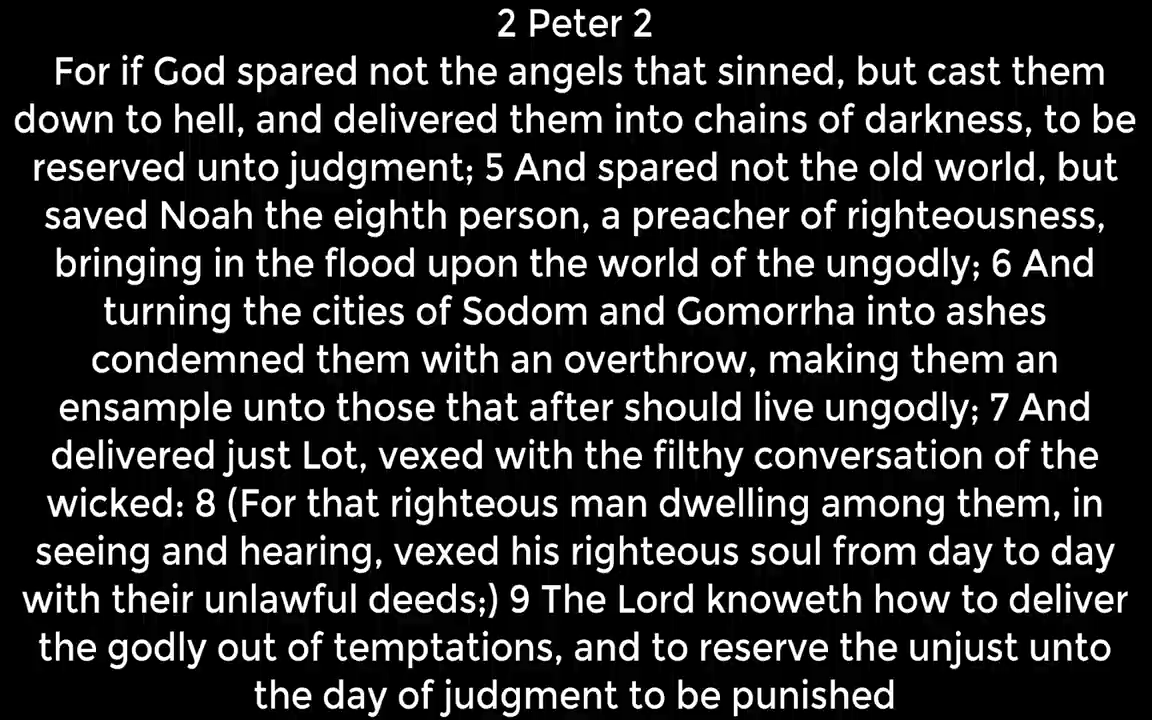 2 Peter 2
For if God spared not the angels that sinned, but cast them
down to hell, and delivered them into chains of darkness, to be
reserved unto judgment; 5 And spared not the old world, but
saved Noah the eighth person, a preacher of righteousness,
bringing in the flood upon the world of the ungodly; 6 And
turning the cities of Sodom and Gomorrha into ashes
condemned them with an overthrow, making them an
ensample unto those that after should live ungodly; 7 And
delivered just Lot, vexed with the filthy conversation of the
wicked: 8 (For that righteous man dwelling among them, in
seeing and hearing, vexed his righteous soul from day to day
with their unlawful deeds;) 9 The Lord knoweth how to deliver
the godly out of temptations, and to reserve the unjust unto
the day of judgment to be punished